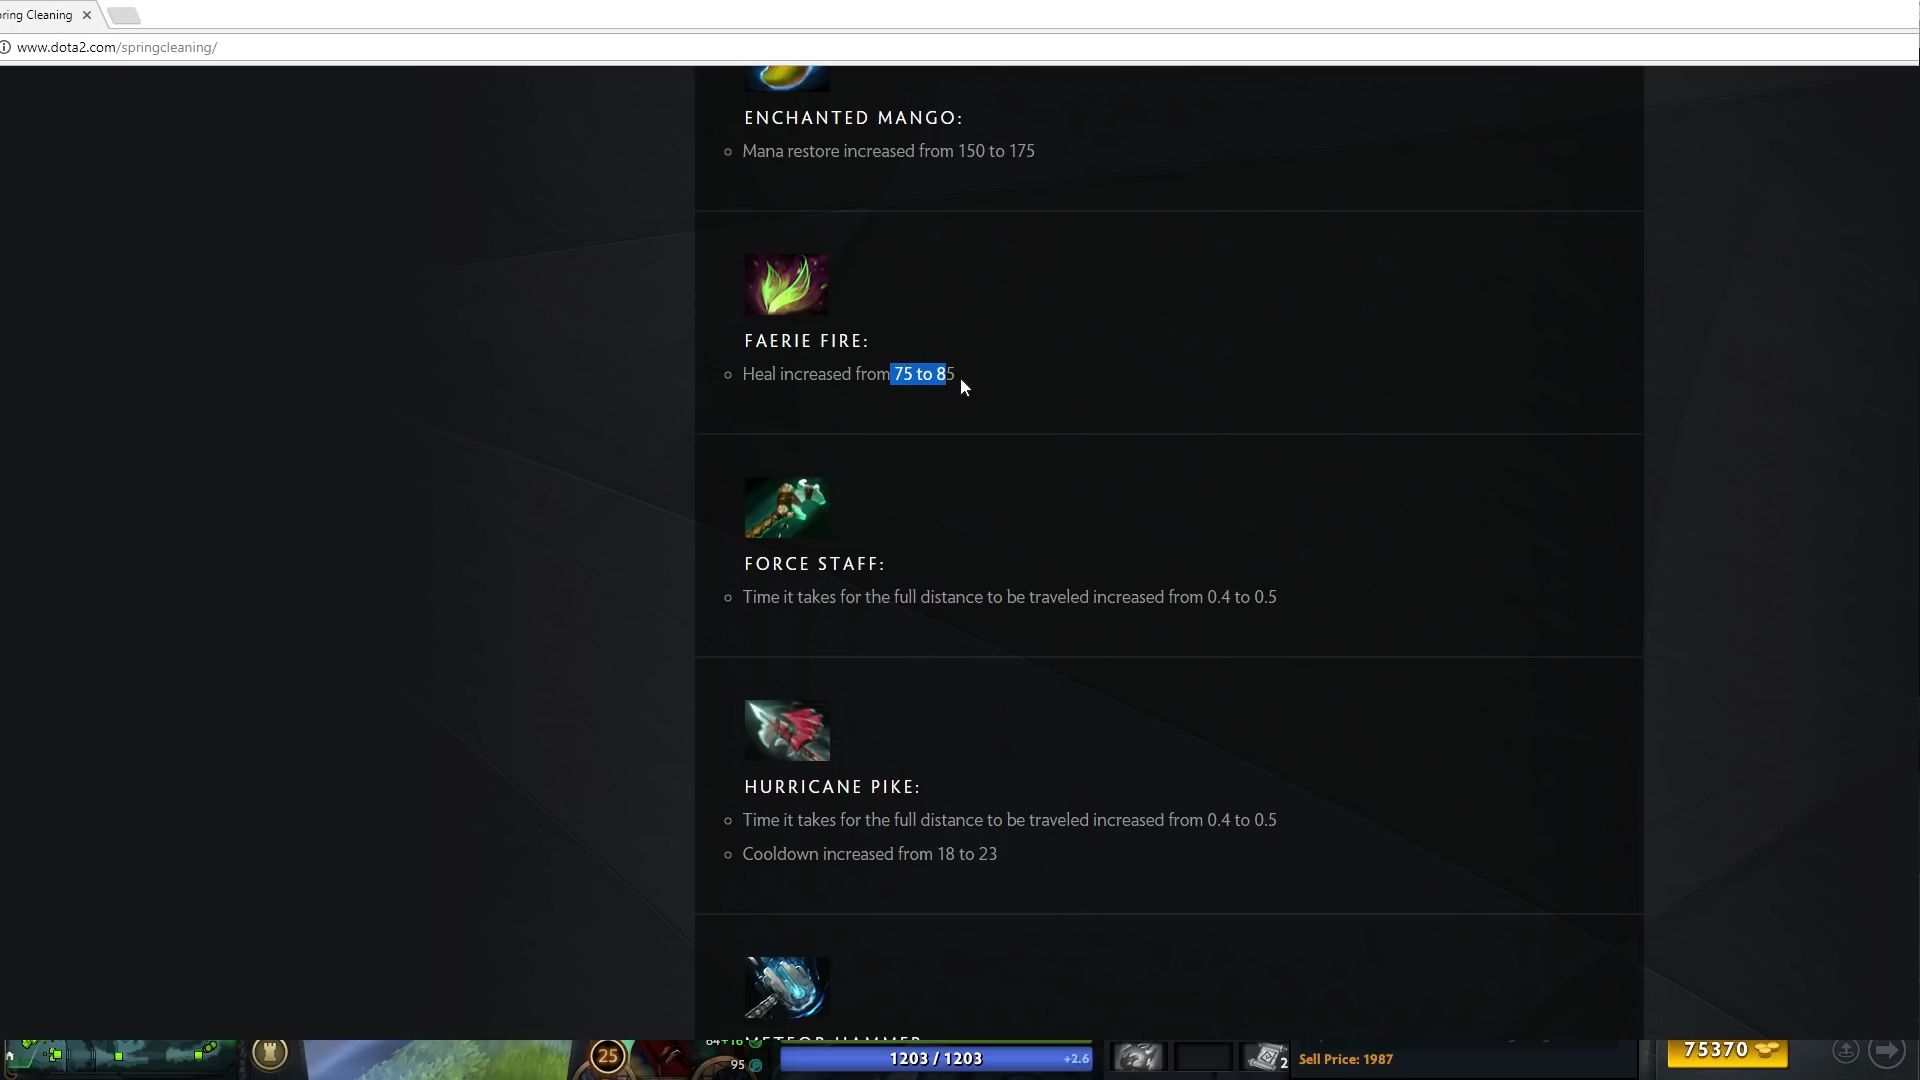 ring Cleaning
www.dota2.com/springcleaning/
ENCHANTED MANGO:
Mana restore increased from 150 to 175
FAERIE FIRE:
Heal increased from 75 to 85
FORCE STAFF:
Time it takes for the full distance to be traveled increased from 0.4 to 0.5
HURRICANE PIKE:
Time it takes for the full distance to be traveled increased from 0.4 to 0.5
Cooldown increased from 18 to 23
METEOR HAMMER
25
95
1203 / 1203
+2.6
2
Sell Price: 1987
75370